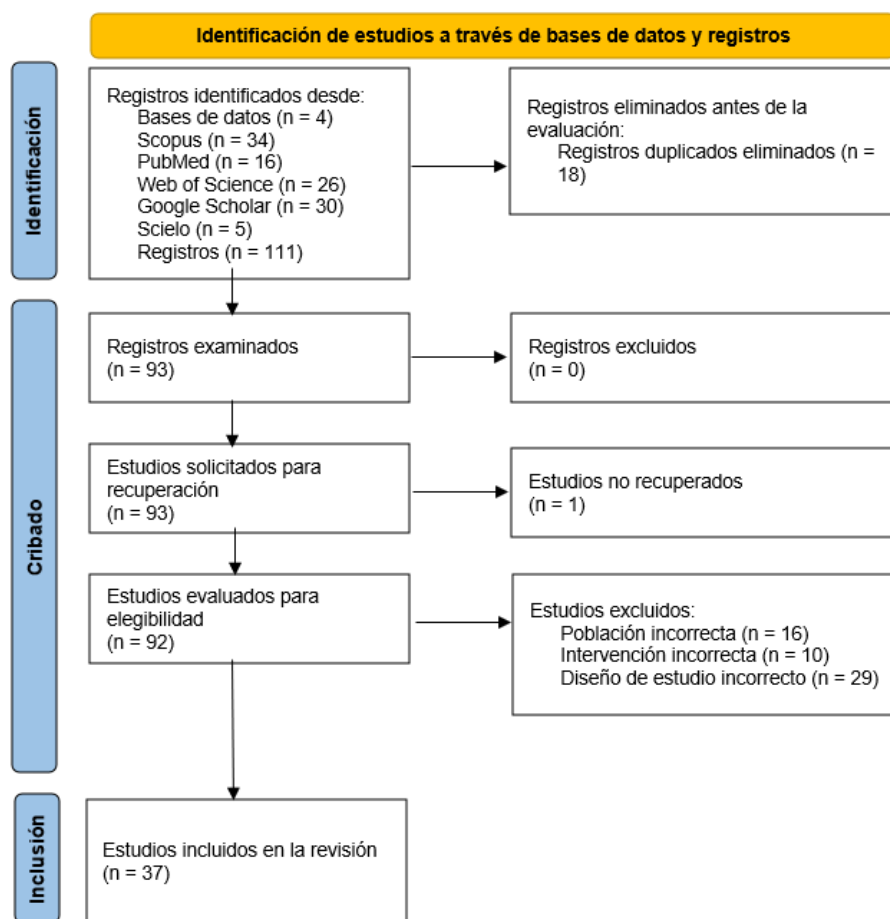 Identificación de estudios a través de bases de datos y registros
Identificación
Registros identificados desde:
Bases de datos (n = 4)
Scopus (n = 34)
PubMed (n = 16)
Web of Science (n = 26)
Google Scholar (n = 30)
Scielo (n = 5)
Registros (n = 111)
Registros eliminados antes de la
evaluación:
Registros duplicados eliminados (n =
18)
Cribado
Registros examinados
(n = 93)
Registros excluidos
(n = 0)
Estudios solicitados para
recuperación
(n = 93)
Estudios no recuperados
(n = 1)
Estudios evaluados para
elegibilidad
(n = 92)
Estudios excluidos:
Población incorrecta (n = 16)
Intervención incorrecta (n = 10)
Diseño de estudio incorrecto (n = 29)
Inclusión
Estudios incluidos en la revisión
(n = 37)